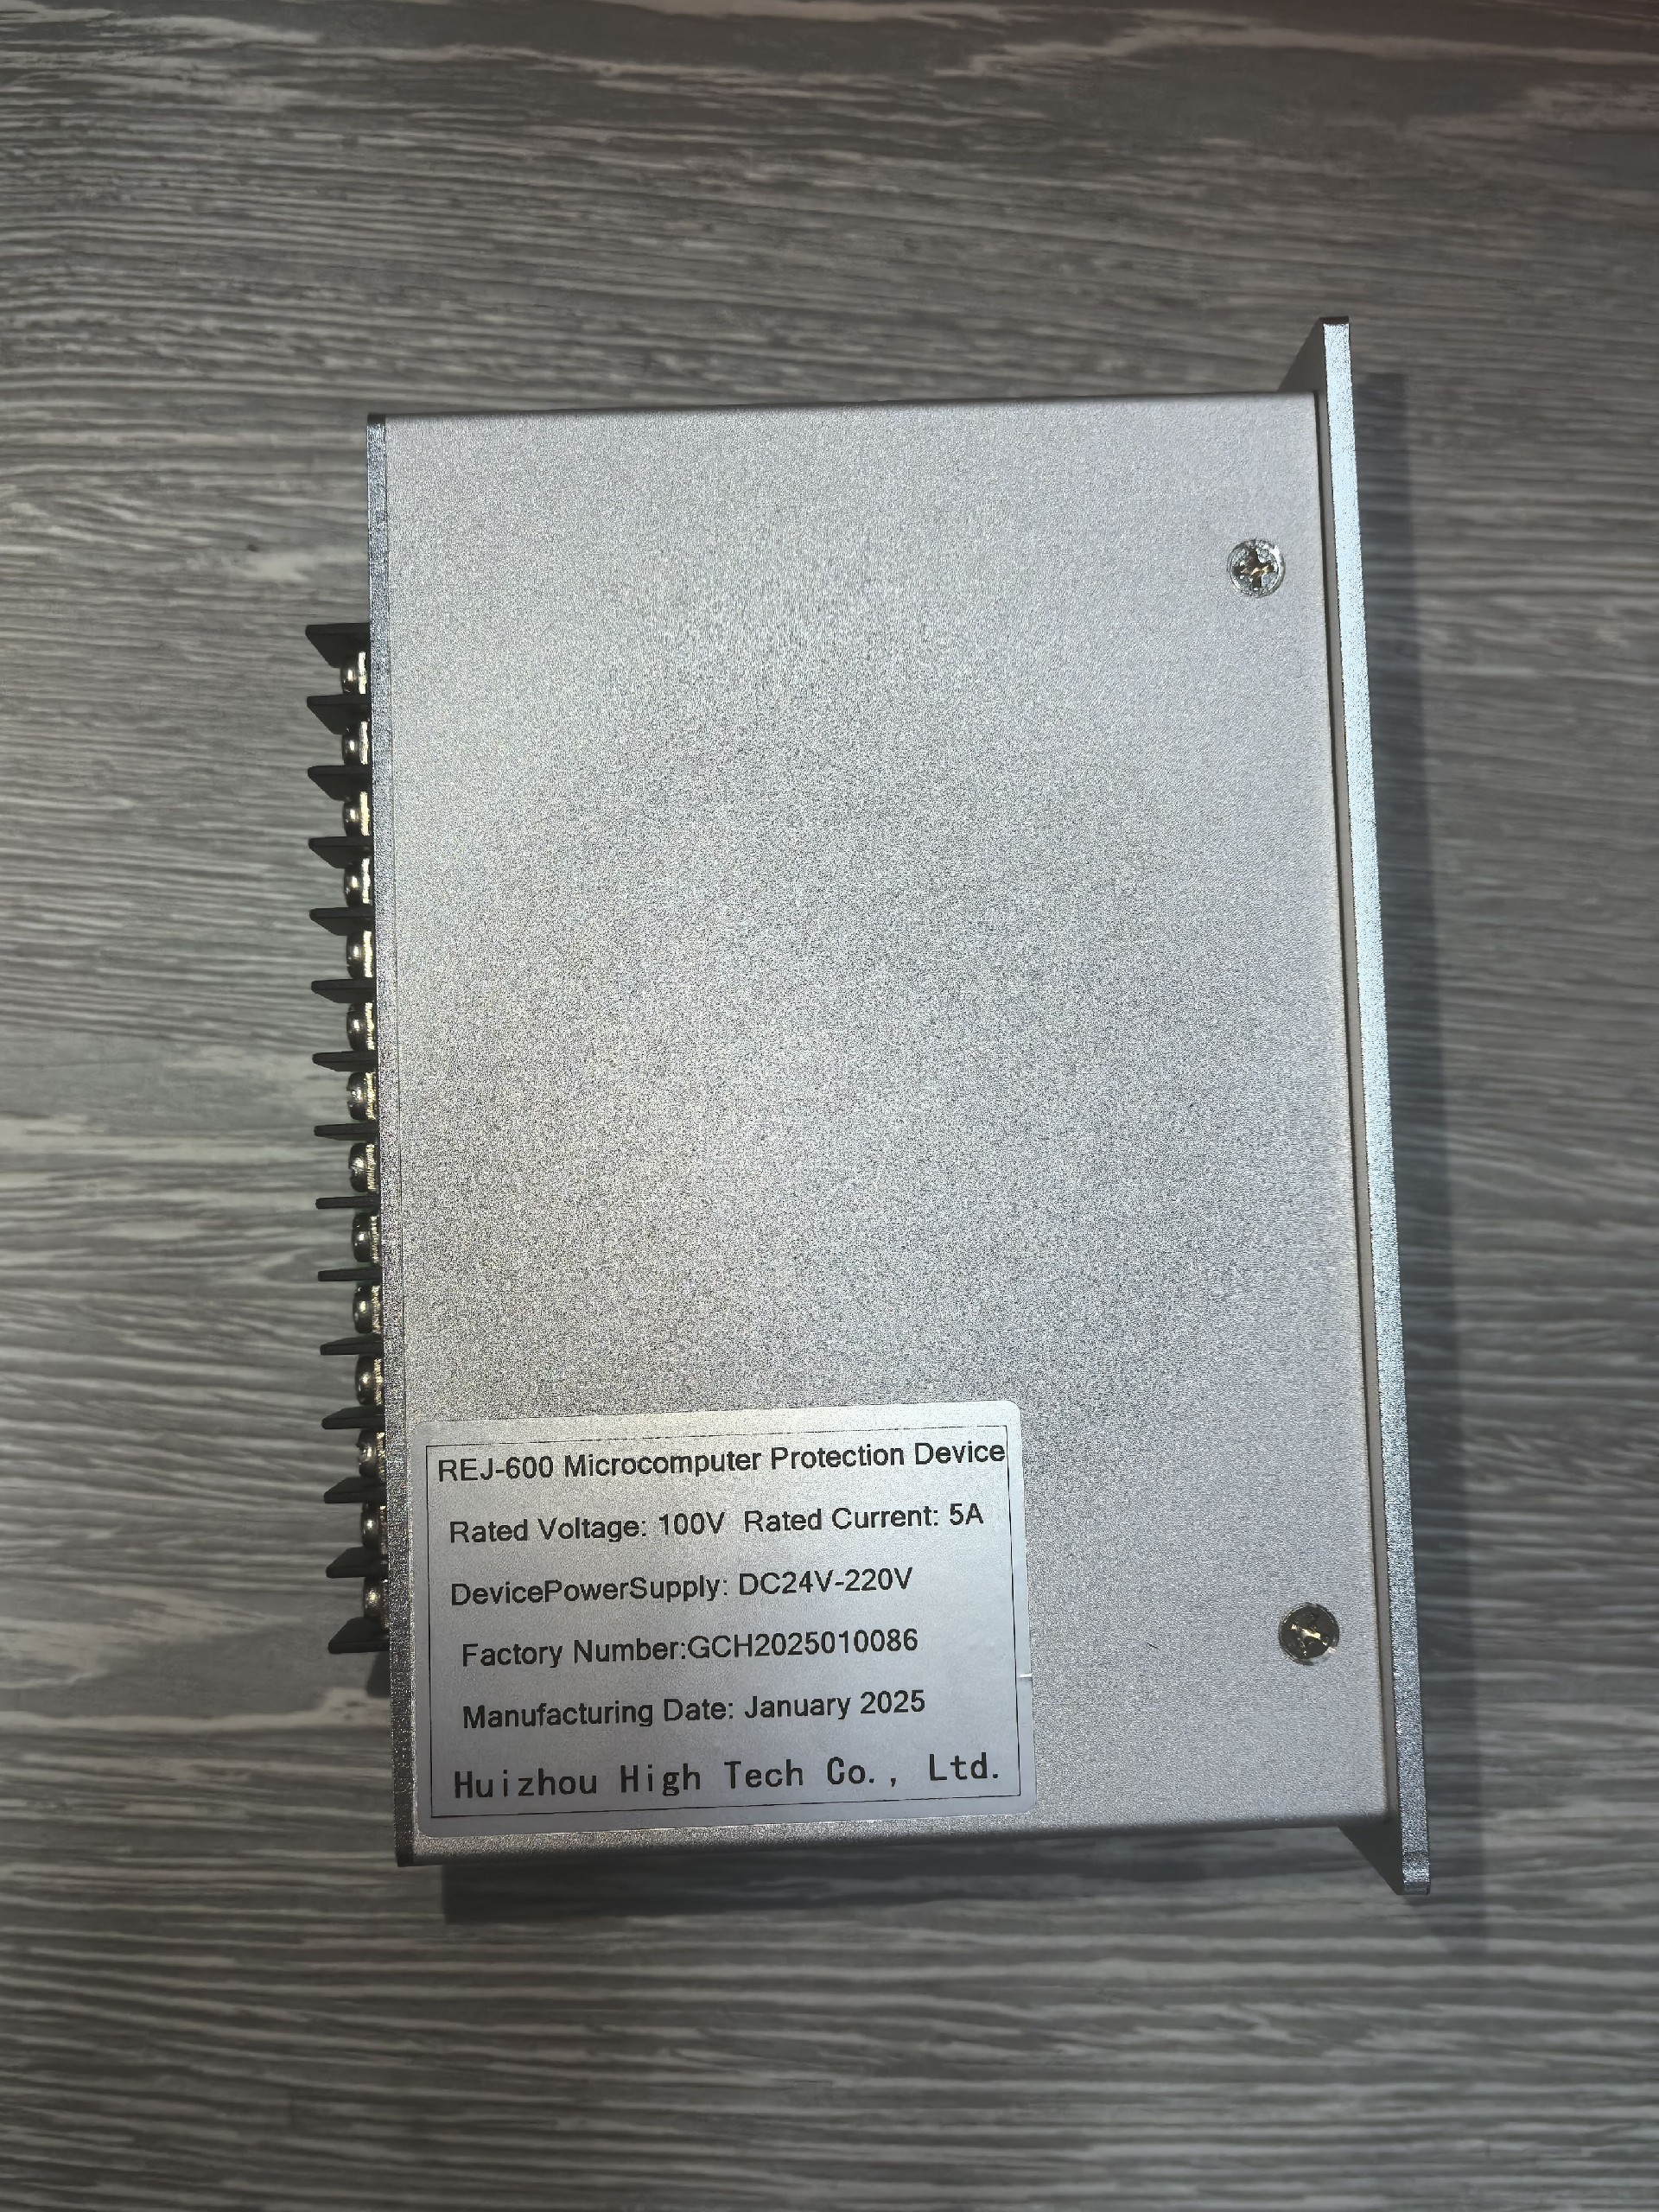 REJ-600 Microcomputer Protection Device
Rated Voltage: 100V  Rated Current: 5A
DevicePowerSupply: DC24V-220V
Factory Number:GCH2025010086
Manufacturing Date: January 2025
Huizhou High Tech Co., Ltd.